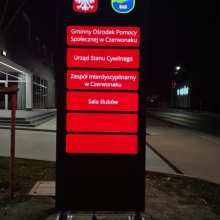 Gminny Ośrodek Pomocy
Społecznej w Czerwonaku
Urząd Stanu Cywilnego
Zespół Interdyscyplinarny
w Czerwonaku
Sala ślubów